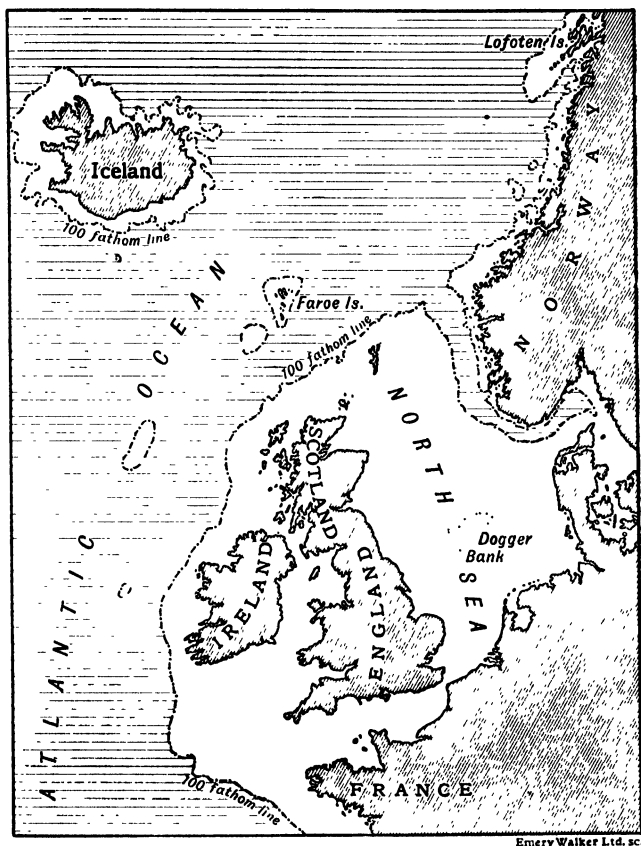 Lofoten Is.
Iceland
100 fathom line
NORWAY
Faroe Is.
100 fathom line
ATLANTIC OCEAN
NORTH SEA
SCOTLAND
Dogger
Bank
IRELAND
ENGLAND
100 fathom line
FRANCE
Emery Walker Ltd. sc